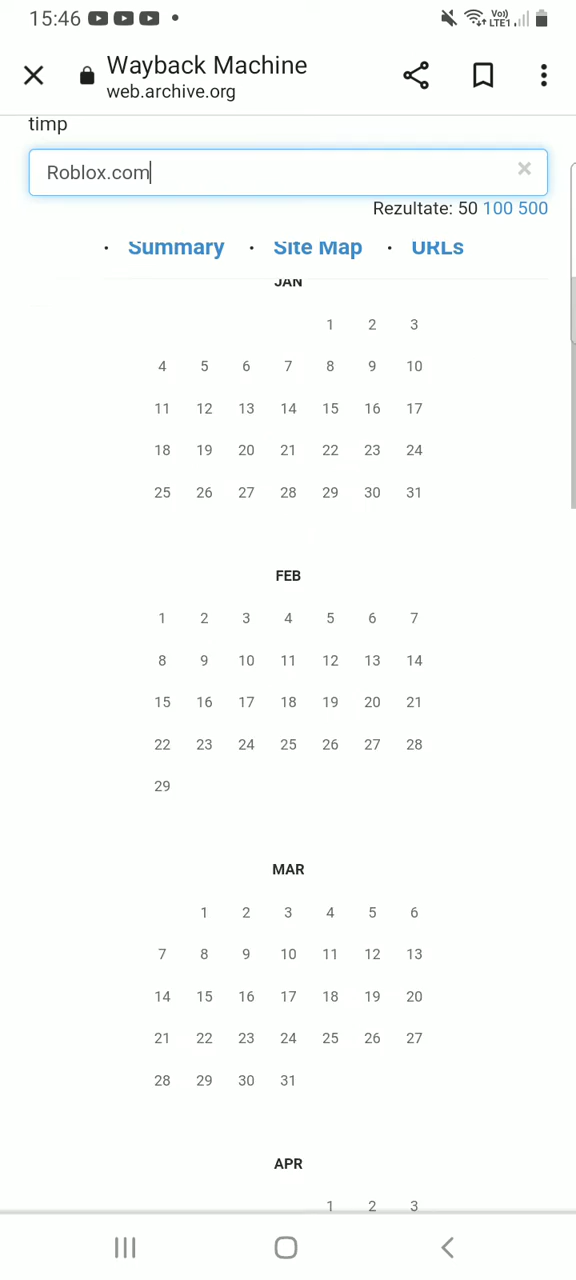 15:46 Vo) LTE1
Wayback Machine
web.archive.org
timp
Roblox.com ×
Rezultate: 50 100 500
· Summary · Site Map · URLs
JAN
1 2 3
4 5 6 7 8 9 10
11 12 13 14 15 16 17
18 19 20 21 22 23 24
25 26 27 28 29 30 31
FEB
1 2 3 4 5 6 7
8 9 10 11 12 13 14
15 16 17 18 19 20 21
22 23 24 25 26 27 28
29
MAR
1 2 3 4 5 6
7 8 9 10 11 12 13
14 15 16 17 18 19 20
21 22 23 24 25 26 27
28 29 30 31
APR
1 2 3